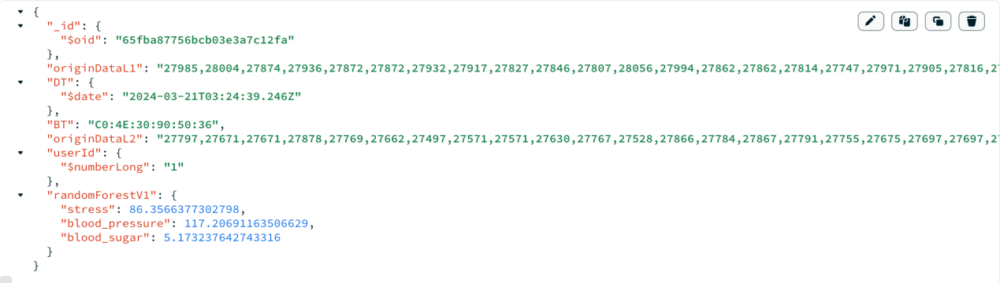 {
"_id": {
"$oid": "65fba87756bcb03e3a7c12fa"
},
"originDataL1": "27985,28004,27874,27936,27872,27872,27932,27917,27827,27846,27807,28056,27994,27862,27862,27814,27747,27971,27905,27816,2
"DT": {
"$date": "2024-03-21T03:24:39.246Z"
},
"BT": "C0:4E:30:90:50:36",
"originDataL2": "27797,27671,27671,27878,27769,27662,27497,27571,27571,27630,27767,27528,27866,27784,27867,27791,27755,27675,27697,27697,2
"userId": {
"$numberLong": "1"
},
"randomForestV1": {
"stress": 86.3566377302798,
"blood_pressure": 117.20691163506629,
"blood_sugar": 5.173237642743316
}
}